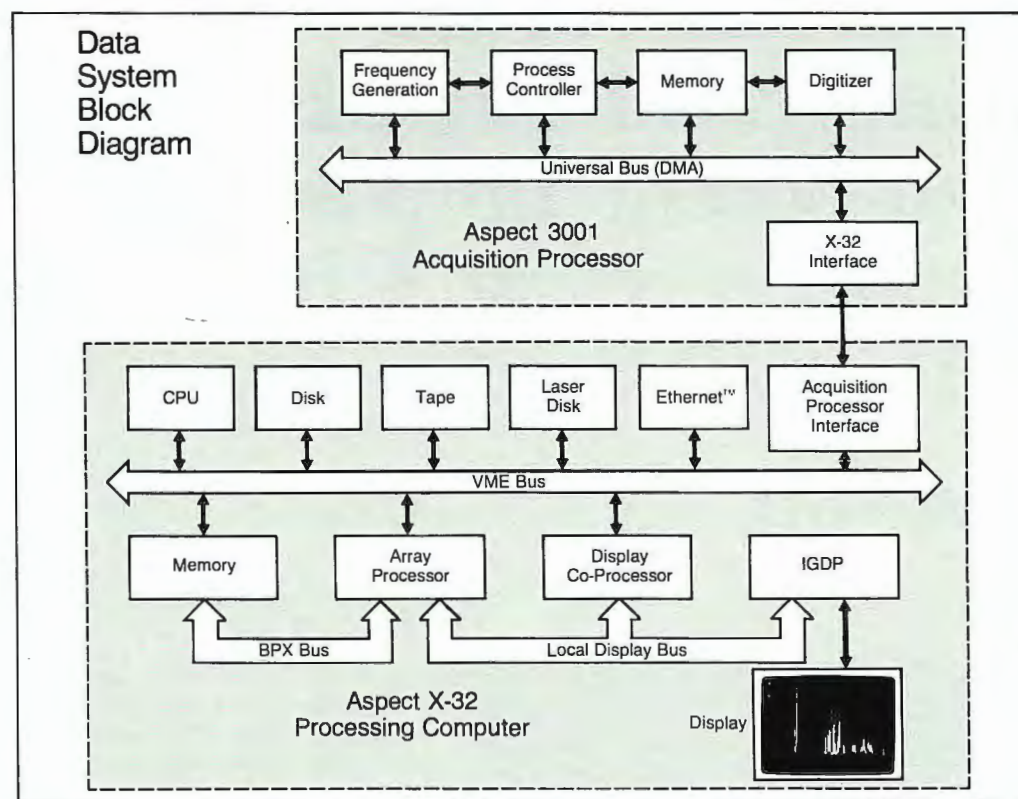 Data
System
Block
Diagram
Frequency
Generation
Process
Controller
Memory
Digitizer
Universal Bus (DMA)
Aspect 3001
Acquisition Processor
X-32
Interface
CPU
Disk
Tape
Laser
Disk
Ethernet™
Acquisition
Processor
Interface
VME Bus
Memory
Array
Processor
Display
Co-Processor
IGDP
BPX Bus
Local Display Bus
Aspect X-32
Processing Computer
Display